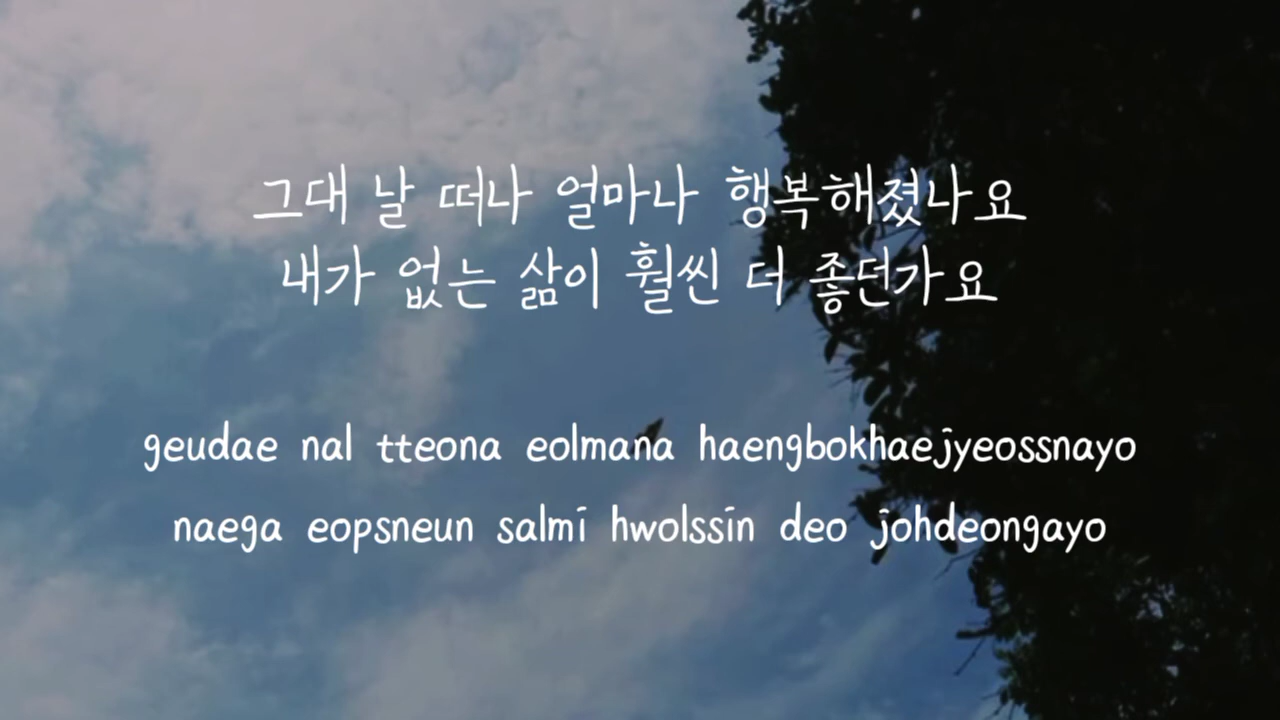 그대 날 떠나 얼마나 행복해졌나요
내가 없는 삶이 훨씬 더 좋던가요
geudae nal tteona eolmana haengbokhaejyeossnayo
naega eopsneun salmi hwolssin deo johdeongayo